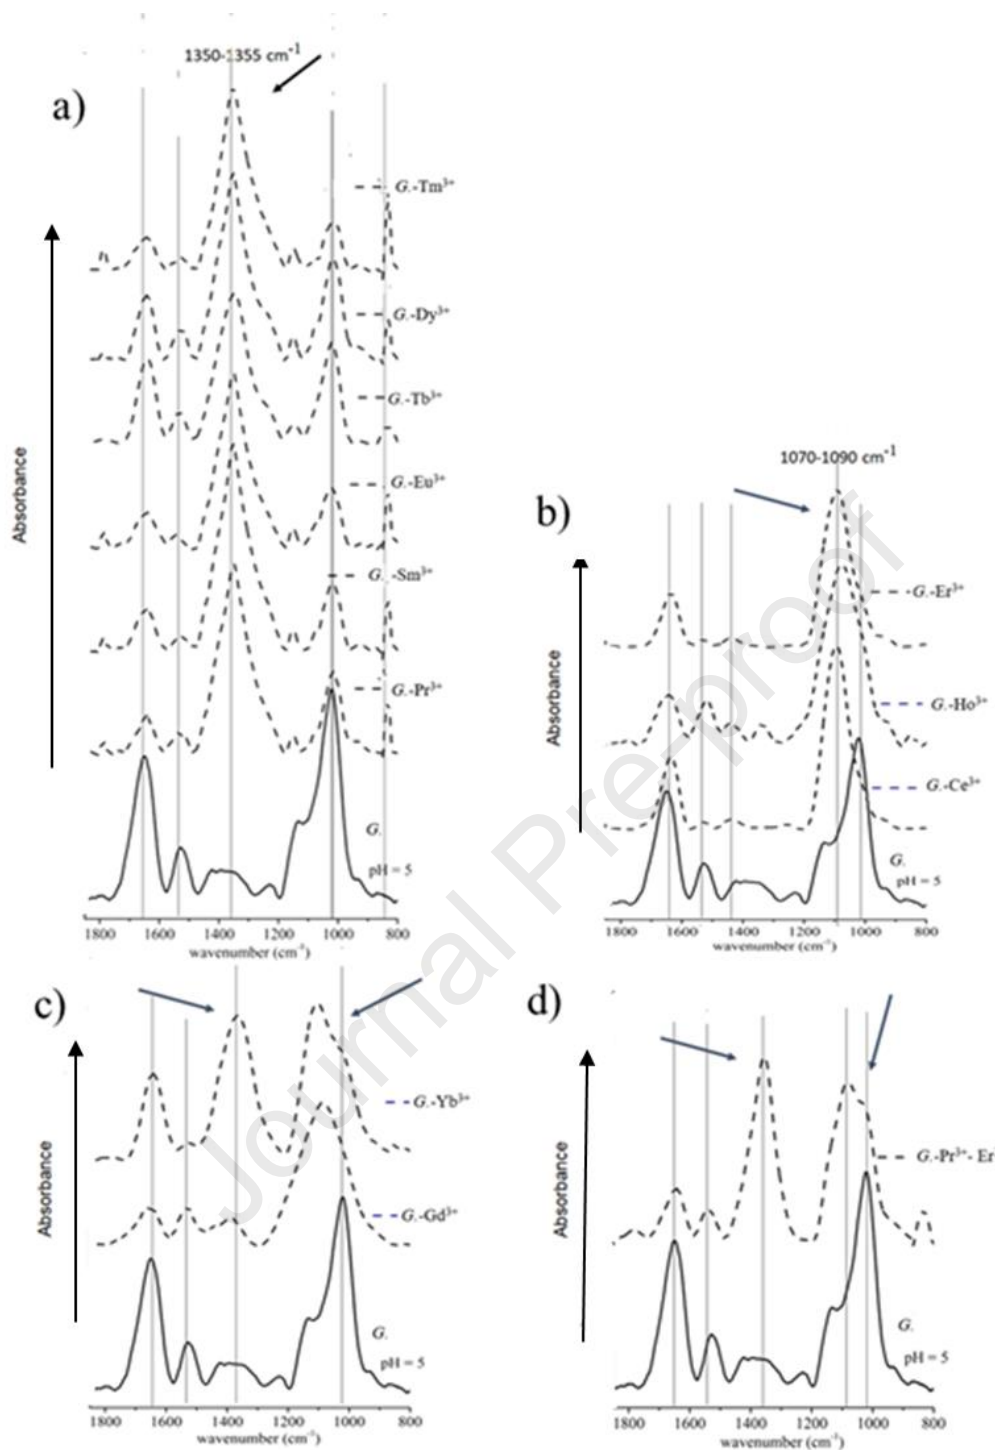 1350-1355 cm⁻¹
a)
G.-Tm³⁺
G.-Dy³⁺
G.-Tb³⁺
G.-Eu³⁺
G. -Sm³⁺
G.-Pr³⁺
G.
pH = 5
Absorbance
1800 1600 1400 1200 1000 800
wavenumber (cm⁻¹)
1070-1090 cm⁻¹
b)
G.-Er³⁺
G.-Ho³⁺
G.-Ce³⁺
G.
pH = 5
Absorbance
1800 1600 1400 1200 1000 800
wavenumber (cm⁻¹)
c)
G.-Yb³⁺
G.-Gd³⁺
G.
pH = 5
Absorbance
1800 1600 1400 1200 1000 800
wavenumber (cm⁻¹)
d)
G.-Pr³⁺- Er
G.
pH = 5
Absorbance
1800 1600 1400 1200 1000 800
wavenumber (cm⁻¹)
Journal Pre-proof